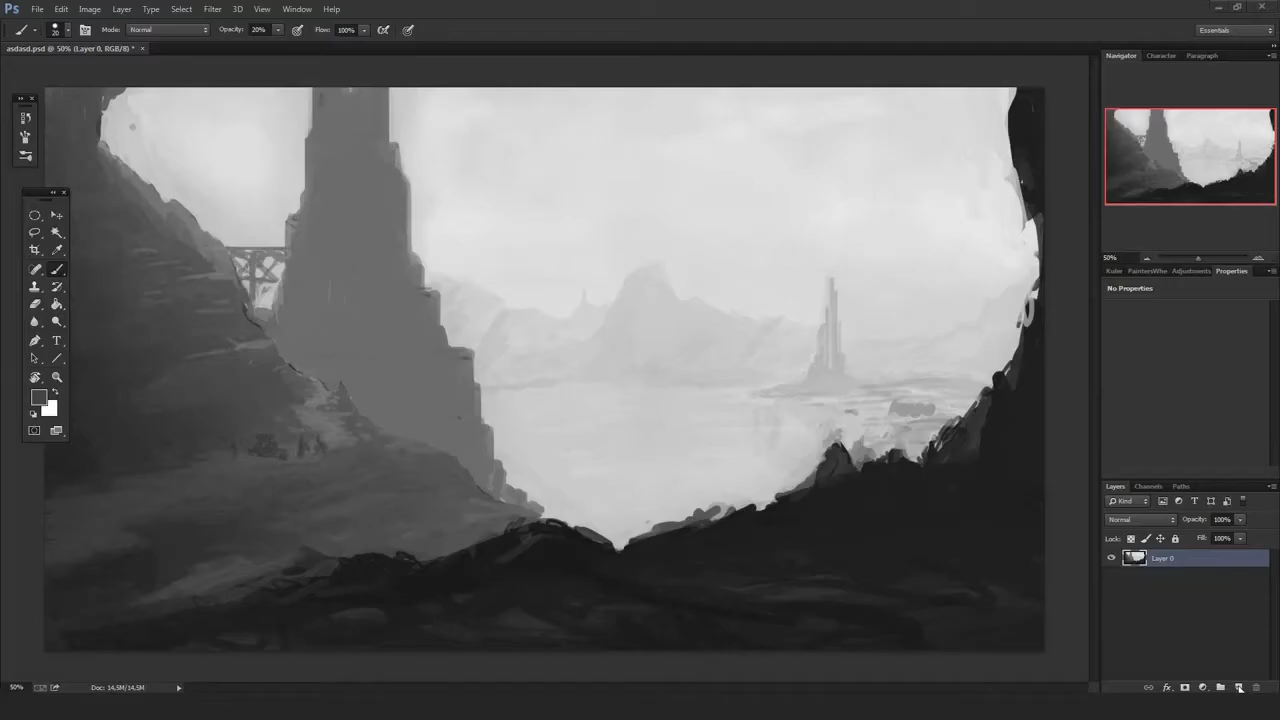 Ps File Edit Image Layer Type Select Filter 3D View Window Help
20 Mode: Normal Opacity: 20% Flow: 100% Essentials
asdasd.psd @ 50% (Layer 0, RGB/8) * ×
Navigator Character Paragraph
50%
Kuler PaintersWhe Adjustments Properties
No Properties
Layers Channels Paths
Kind
Normal Opacity: 100%
Lock: Fill: 100%
Layer 0
50% Doc: 14,5M/14,5M